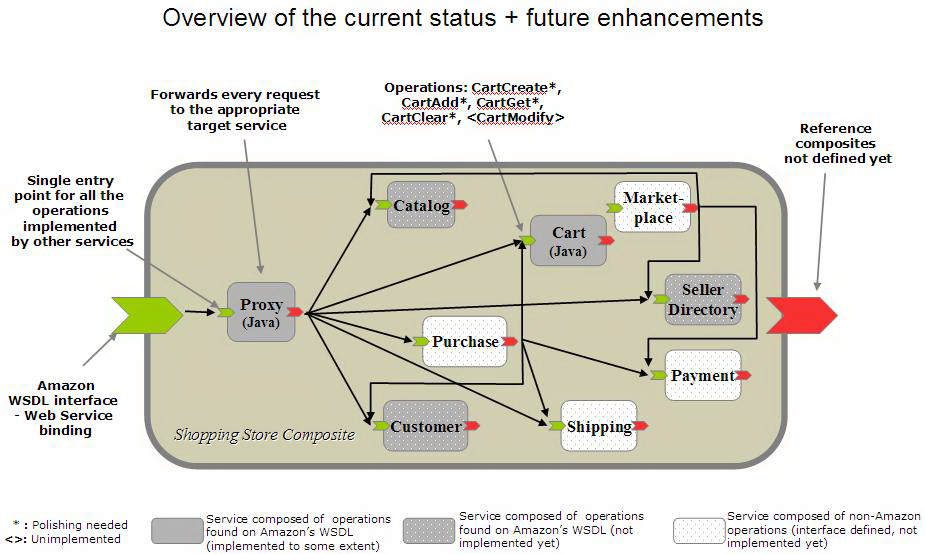 Overview of the current status + future enhancements
Forwards every request
to the appropriate
target service
Operations: CartCreate*,
CartAdd*, CartGet*,
CartClear*, <CartModify>
Reference
composites
not defined yet
Single entry
point for all the
operations
implemented
by other services
Catalog
Market-
place
Cart
(Java)
Proxy
(Java)
Seller
Directory
Purchase
Payment
Customer
Shipping
Amazon
WSDL interface
- Web Service
binding
Shopping Store Composite
* : Polishing needed
<>: Unimplemented
Service composed of operations
found on Amazon's WSDL
(implemented to some extent)
Service composed of operations
found on Amazon's WSDL (not
implemented yet)
Service composed of non-Amazon
operations (interface defined, not
implemented yet)